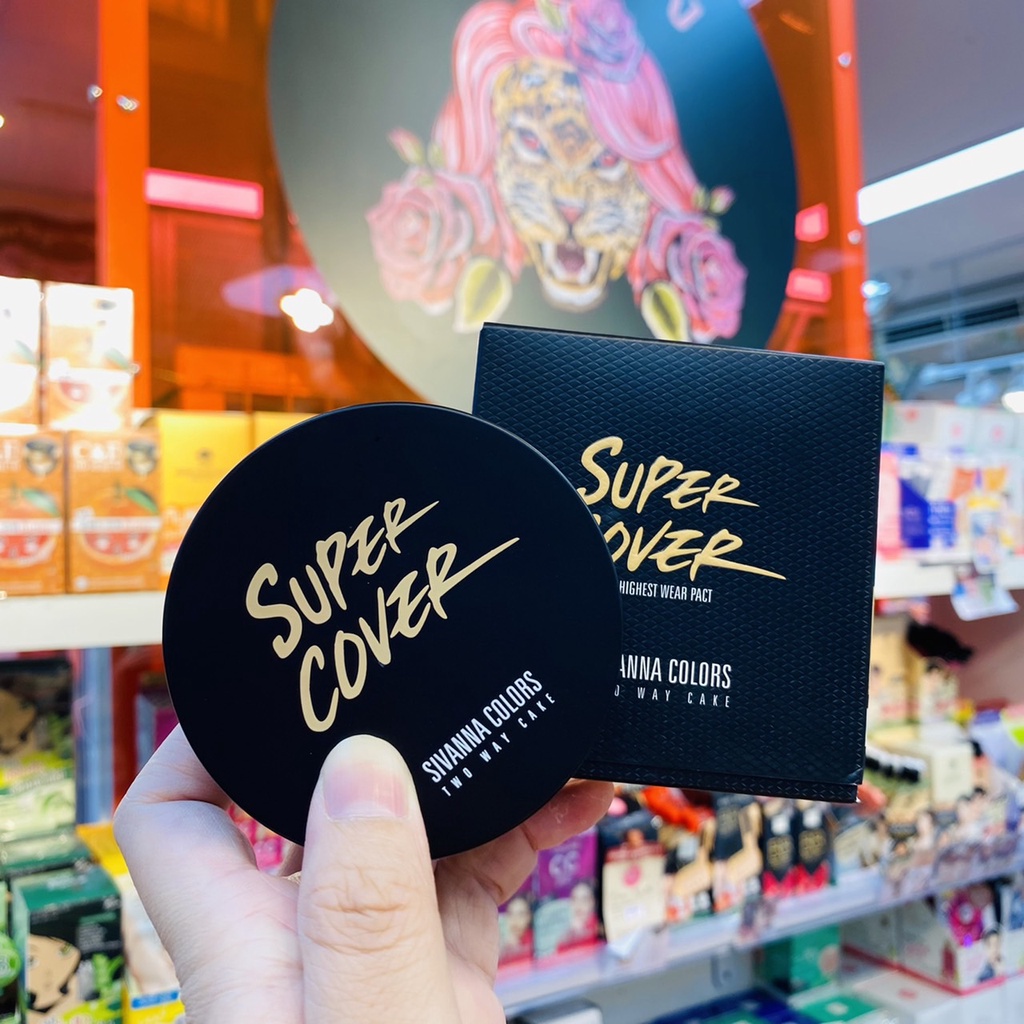 SUPER
COVER
SIVANNA COLORS
TWO WAY CAKE
SUPER
COVER
HIGHEST WEAR PACT
ANNA COLORS
WAY CAKE